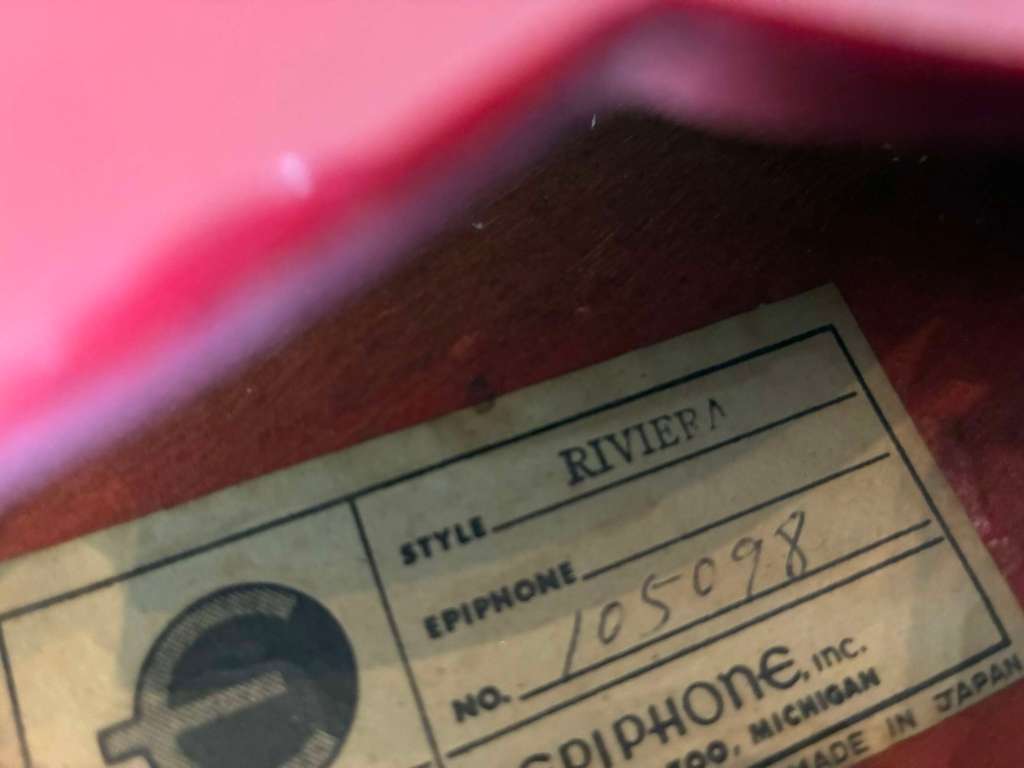 STYLE RIVIERA
EPIPHONE
NO. 105098
EPIPHONE, INC.
MICHIGAN
MADE IN JAPAN